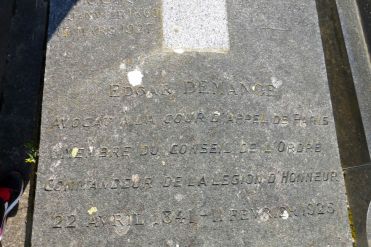 EDGAR DEMANGE
AVOCAT A LA COUR D'APPEL DE PARIS
MEMBRE DU CONSEIL DE L'ORDRE
COMMANDEUR DE LA LEGION D'HONNEUR
22 AVRIL 1841 - 11 FEVRIER 1925